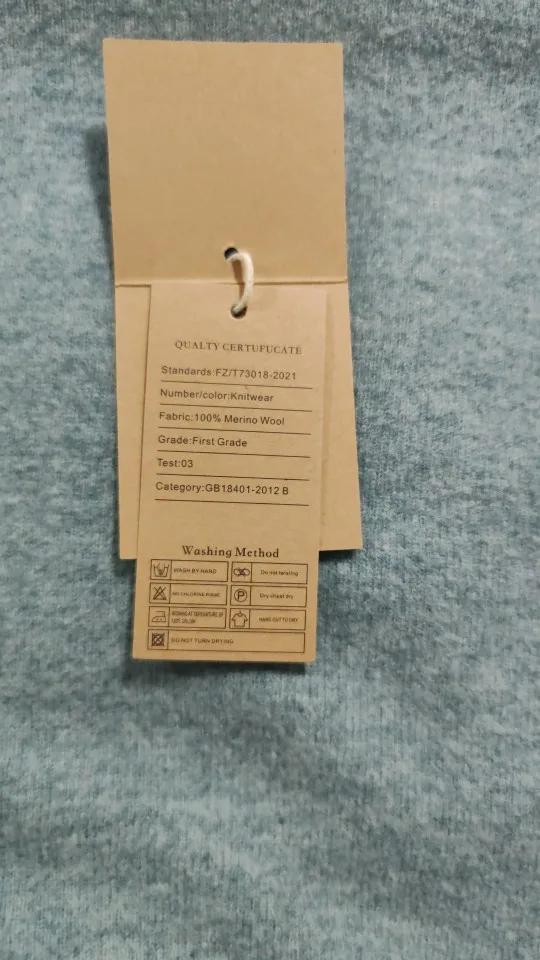 QUALTY CERTUFUCATE
Standards:FZ/T73018-2021
Number/color:Knitwear
Fabric:100% Merino Wool
Grade:First Grade
Test:03
Category:GB18401-2012 B
Washing Method
WASH BY HAND
Do not twisting
NO CHLORINE
P
Dry-clean dry
HANG OUT TO DRY
DO NOT TURN DRYING